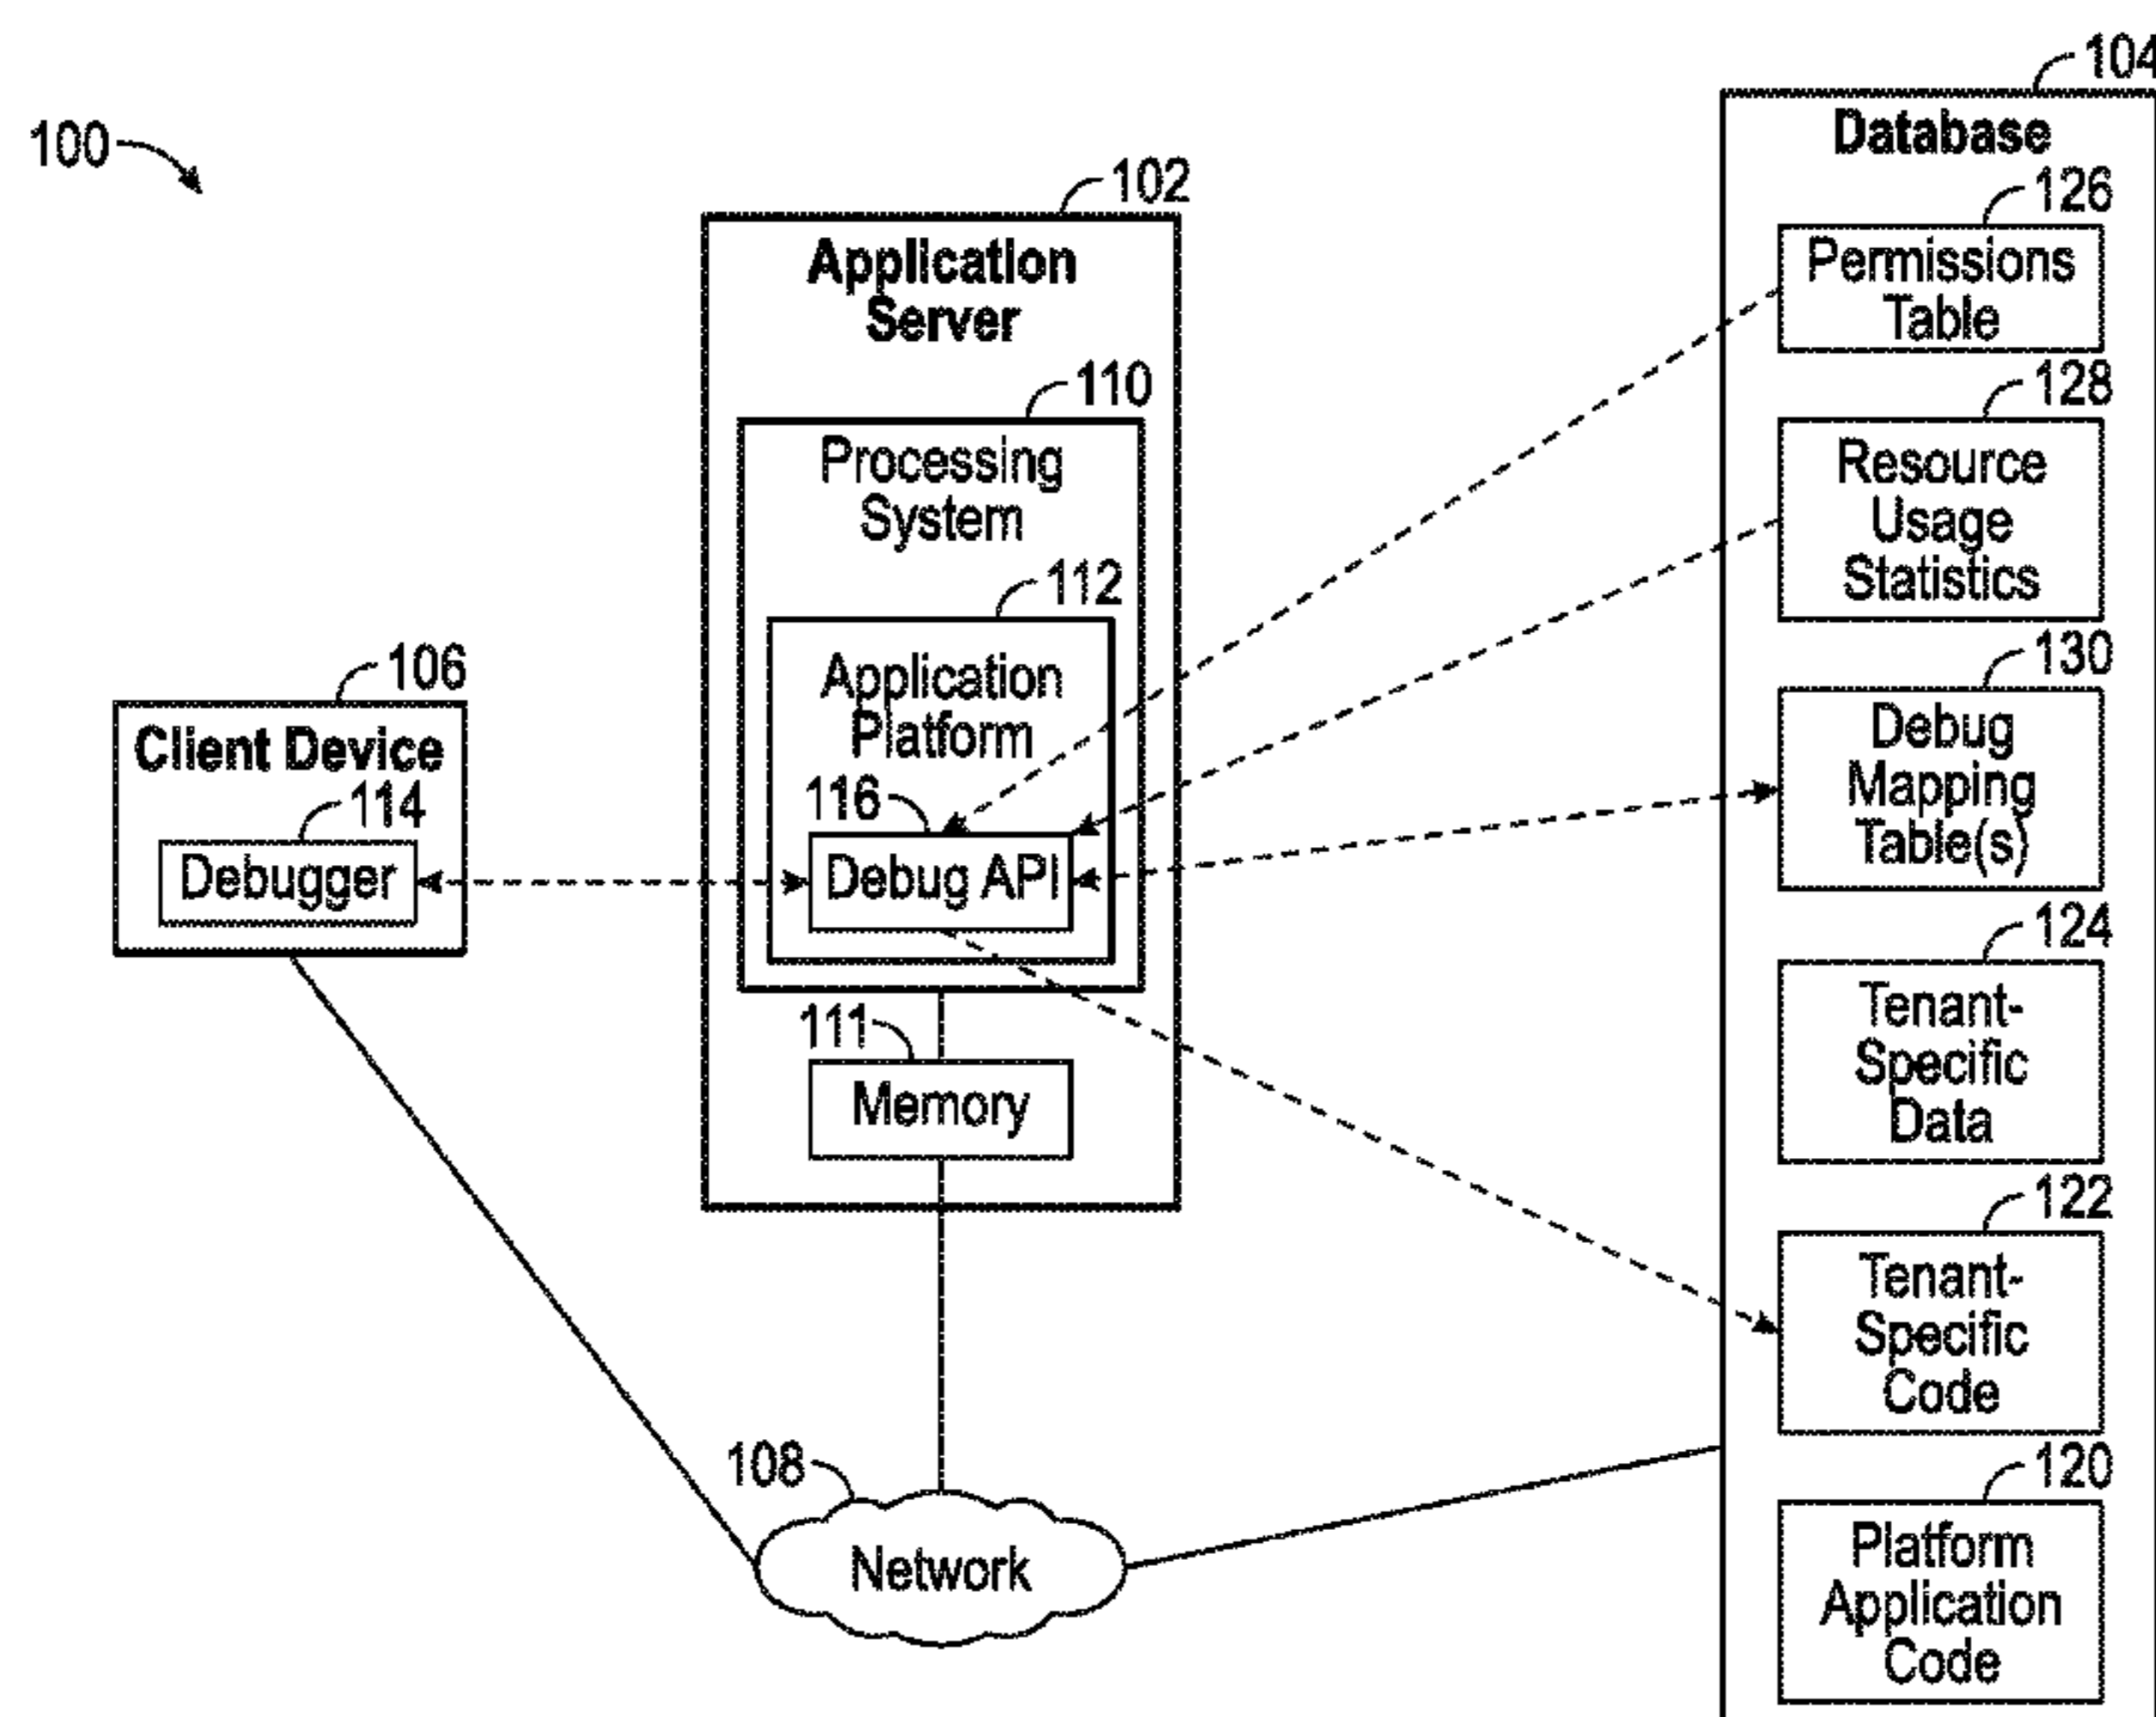 100
106
Client Device
114
Debugger
102
Application
Server
110
Processing
System
112
Application
Platform
116
Debug API
111
Memory
108
Network
104
Database
126
Permissions
Table
128
Resource
Usage
Statistics
130
Debug
Mapping
Table(s)
124
Tenant-
Specific
Data
122
Tenant-
Specific
Code
120
Platform
Application
Code